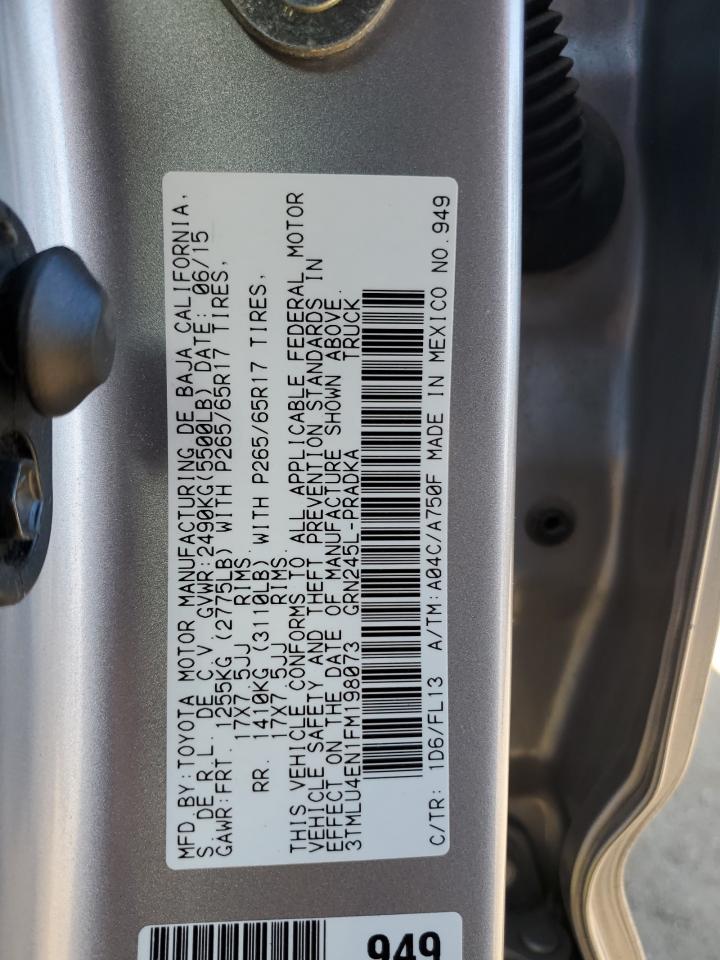 MFD.BY:TOYOTA MOTOR MANUFACTURING DE BAJA CALIFORNIA,
S. DE R.L. DE C.V. GVWR:2490KG(5500LB) DATE: 06/15
GAWR:FRT. 1255KG (2775LB) WITH P265/65R17 TIRES,
17X7.5JJ RIMS.
RR. 1410KG (3110LB) WITH P265/65R17 TIRES,
17X7.5JJ RIMS.
THIS VEHICLE CONFORMS TO ALL APPLICABLE FEDERAL MOTOR
VEHICLE SAFETY AND THEFT PREVENTION STANDARDS IN
EFFECT ON THE DATE OF MANUFACTURE SHOWN ABOVE.
3TMLU4EN1FM198073 GRN245L-PRADKA TRUCK
C/TR: 1D6/FL13 A/TM:A04C/A750F MADE IN MEXICO NO.949
949